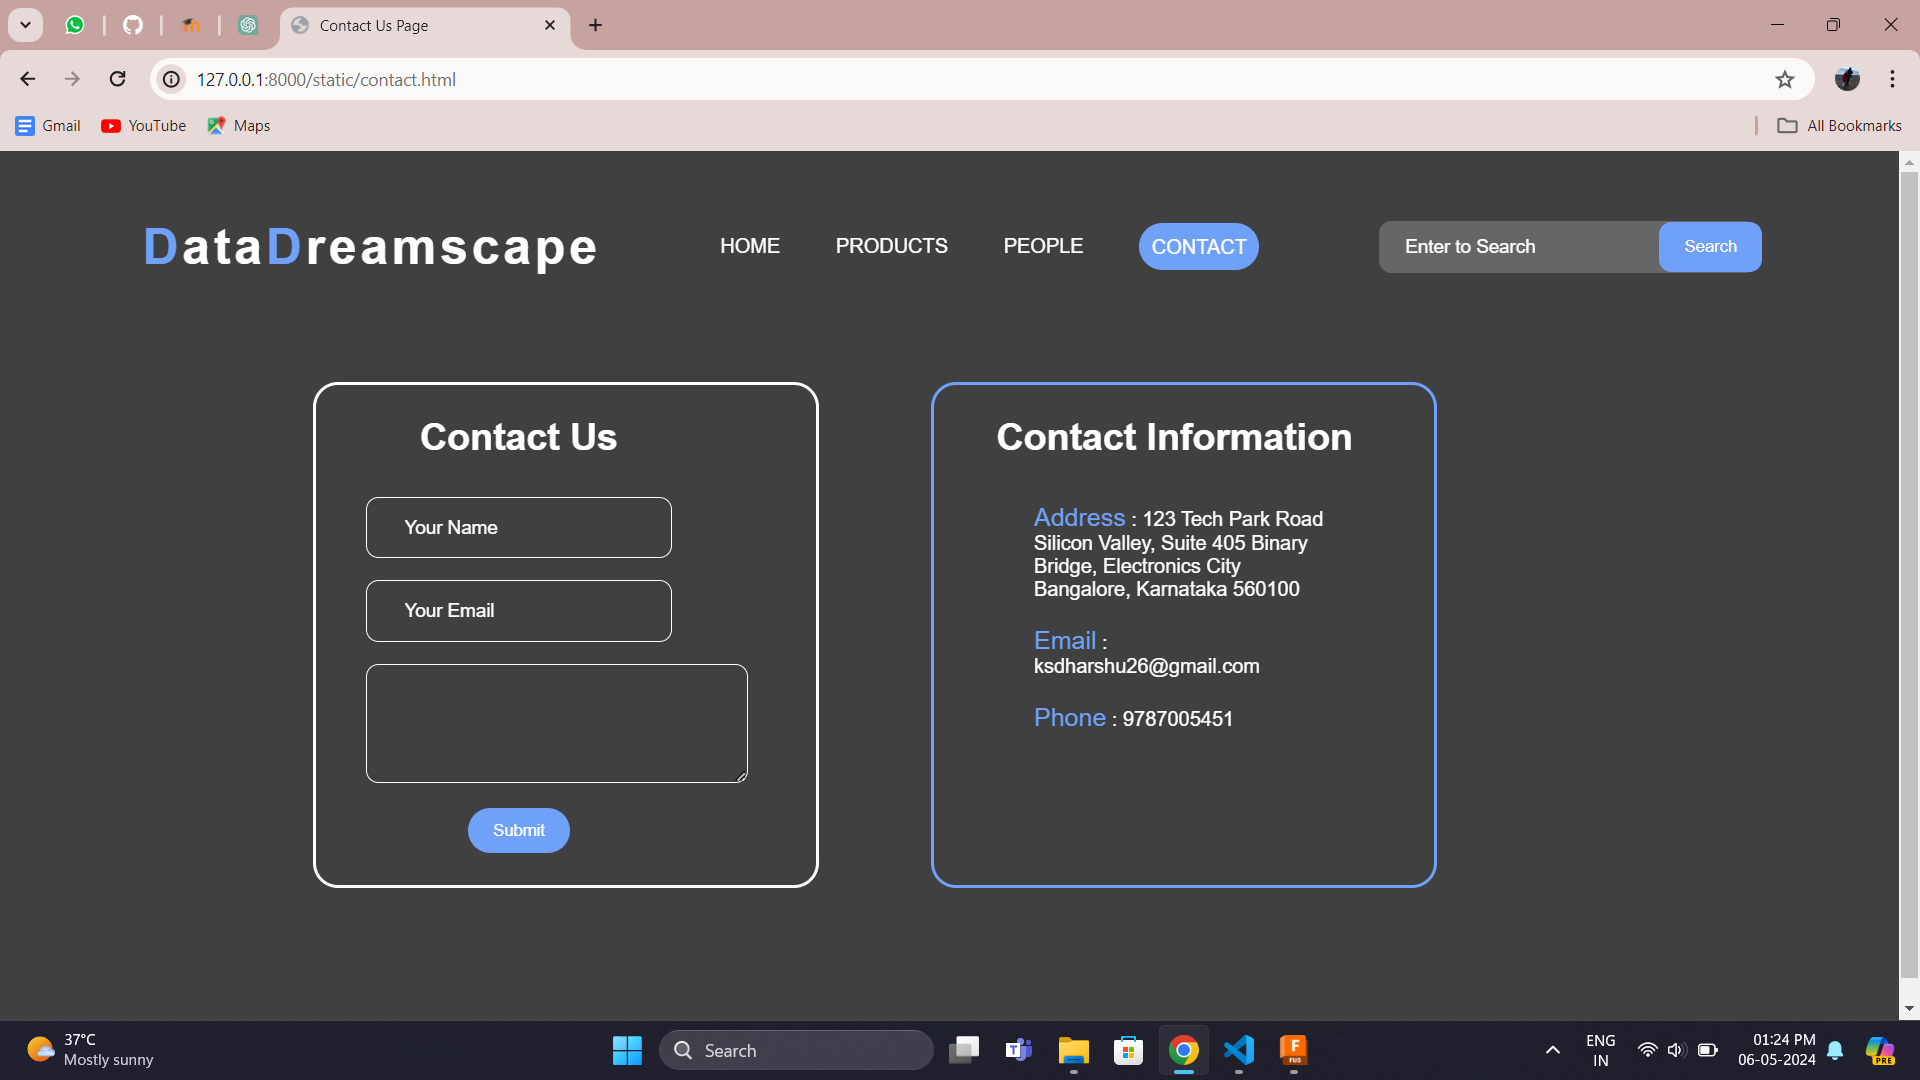 Contact Us Page
127.0.0.1:8000/static/contact.html
Gmail YouTube Maps All Bookmarks
DataDreamscape HOME PRODUCTS PEOPLE CONTACT Enter to Search Search
Contact Us
Your Name
Your Email
Submit
Contact Information
Address : 123 Tech Park Road
Silicon Valley, Suite 405 Binary
Bridge, Electronics City
Bangalore, Karnataka 560100
Email :
ksdharshu26@gmail.com
Phone : 9787005451
37°C
Mostly sunny
Search
F
FUS
ENG
IN
01:24 PM
06-05-2024
PRE